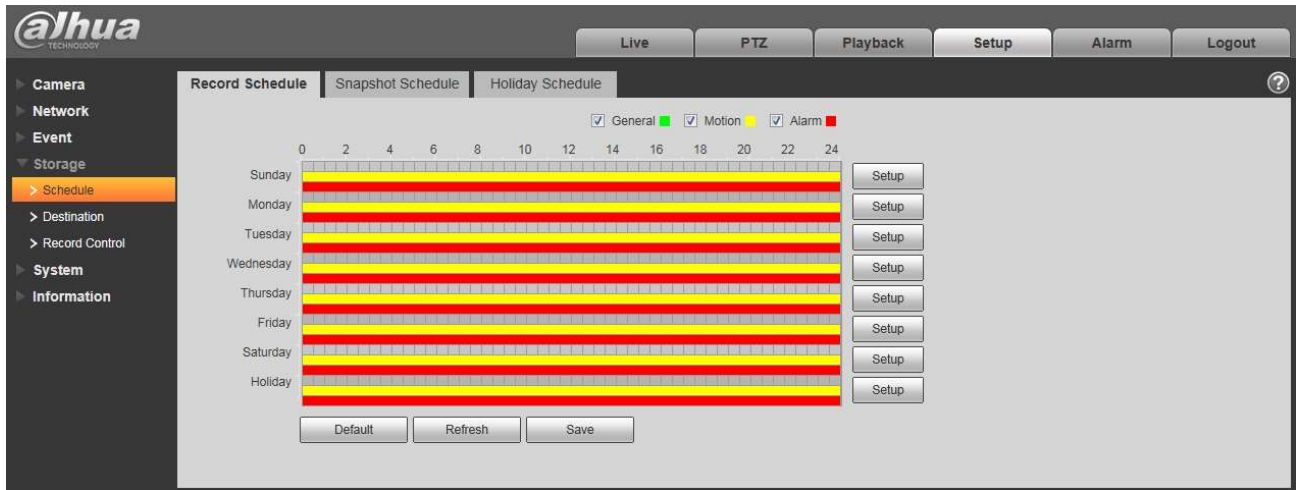 alhua
TECHNOLOGY
Live PTZ Playback Setup Alarm Logout
Camera
Network
Event
Storage
> Schedule
> Destination
> Record Control
System
Information
Record Schedule Snapshot Schedule Holiday Schedule ?
General Motion Alarm
0 2 4 6 8 10 12 14 16 18 20 22 24
Sunday Setup
Monday Setup
Tuesday Setup
Wednesday Setup
Thursday Setup
Friday Setup
Saturday Setup
Holiday Setup
Default Refresh Save